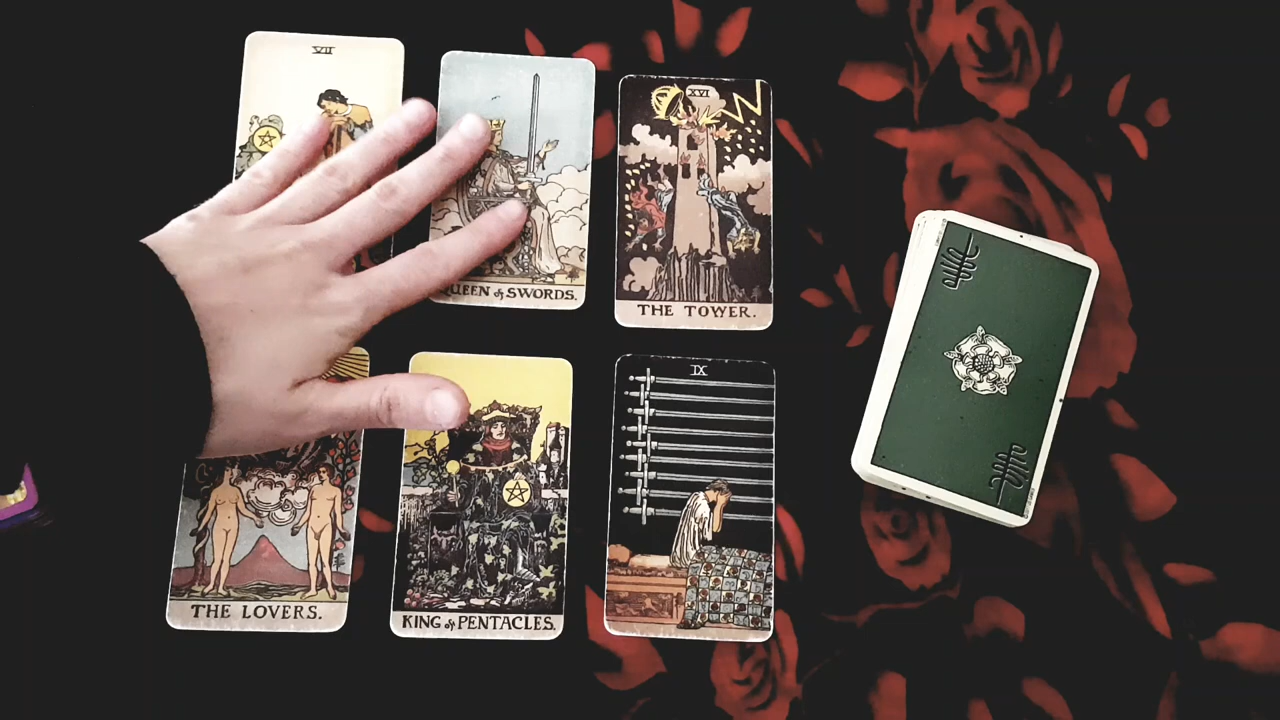 VII
QUEEN of SWORDS.
XVI
THE TOWER.
THE LOVERS.
KING of PENTACLES.
IX